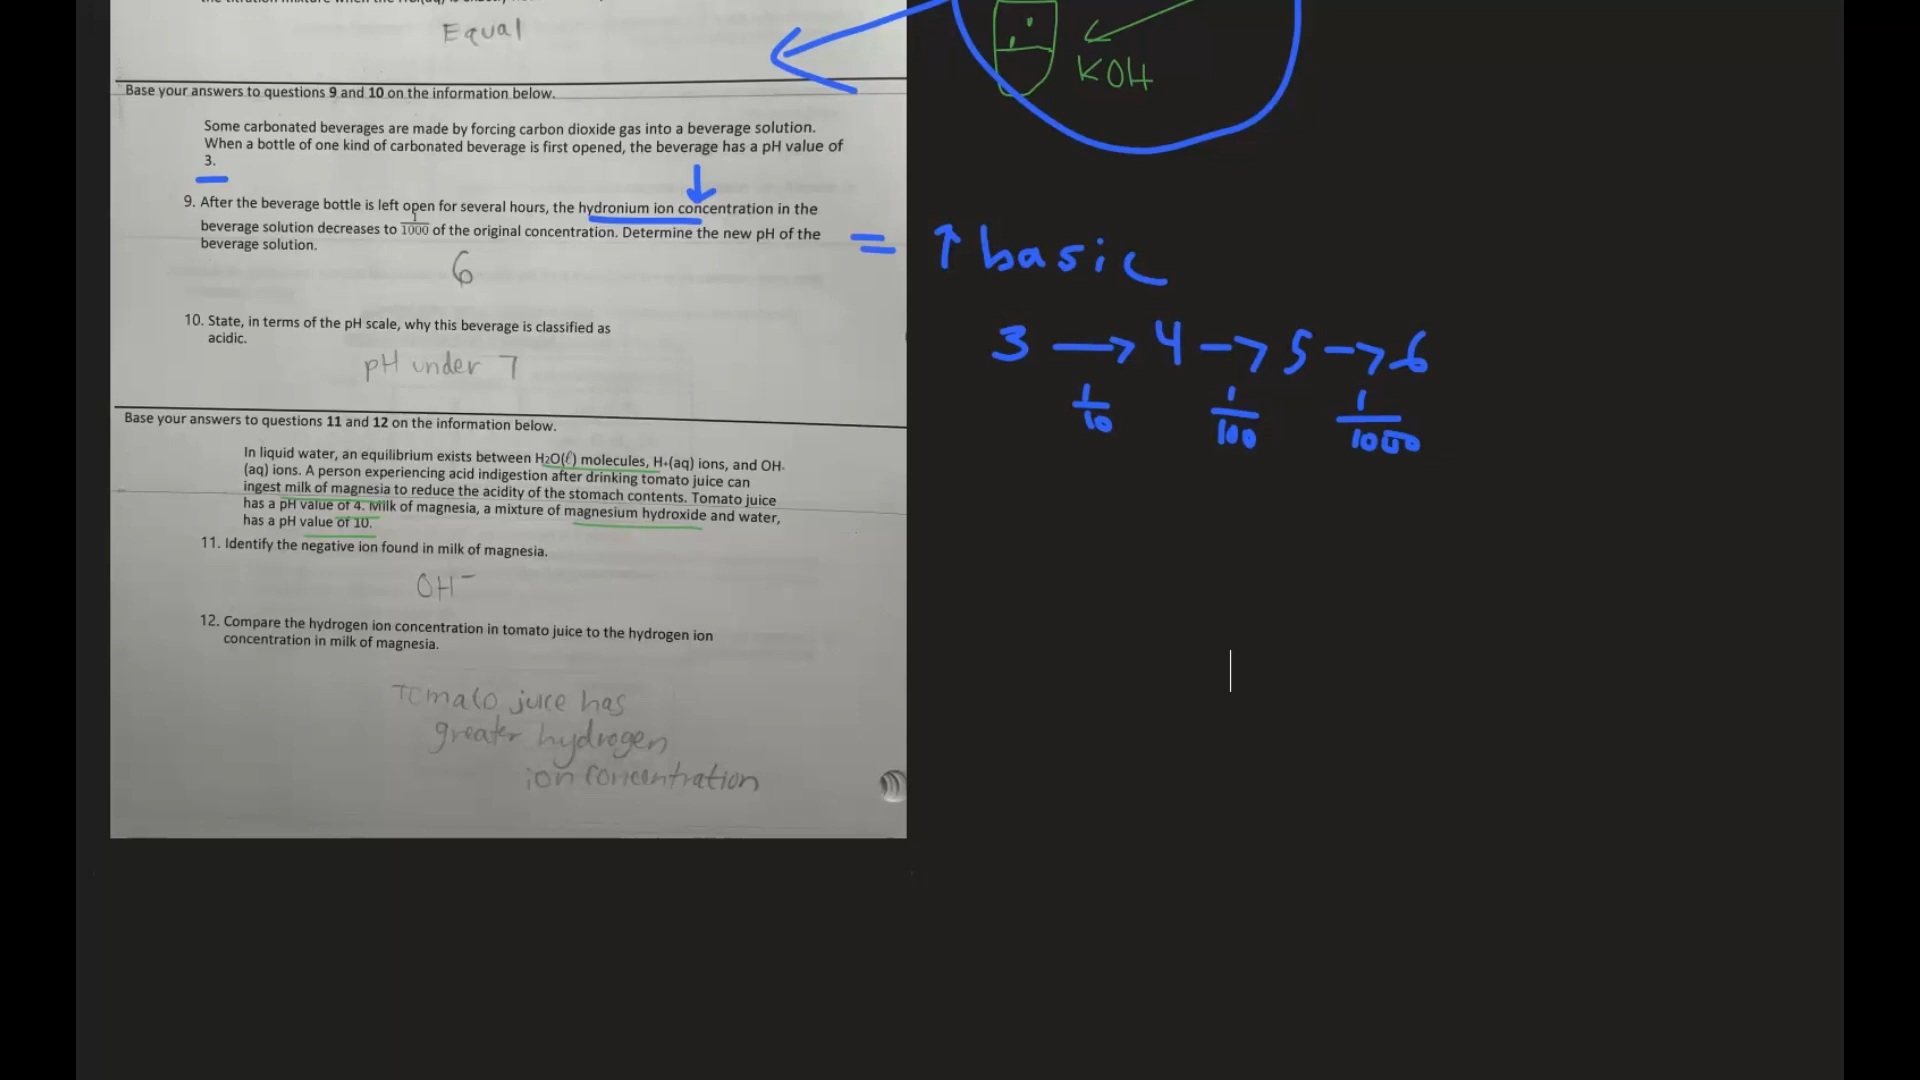 Equal
KOH
Base your answers to questions 9 and 10 on the information below.
Some carbonated beverages are made by forcing carbon dioxide gas into a beverage solution.
When a bottle of one kind of carbonated beverage is first opened, the beverage has a pH value of
3.
9. After the beverage bottle is left open for several hours, the hydronium ion concentration in the
beverage solution decreases to 1/1000 of the original concentration. Determine the new pH of the
beverage solution.
6
= ↑ basic
3 → 4 → 5 → 6
1/10 1/100 1/1000
10. State, in terms of the pH scale, why this beverage is classified as
acidic.
pH under 7
Base your answers to questions 11 and 12 on the information below.
In liquid water, an equilibrium exists between H2O(ℓ) molecules, H+(aq) ions, and OH-
(aq) ions. A person experiencing acid indigestion after drinking tomato juice can
ingest milk of magnesia to reduce the acidity of the stomach contents. Tomato juice
has a pH value of 4. Milk of magnesia, a mixture of magnesium hydroxide and water,
has a pH value of 10.
11. Identify the negative ion found in milk of magnesia.
OH⁻
12. Compare the hydrogen ion concentration in tomato juice to the hydrogen ion
concentration in milk of magnesia.
Tomato juice has
greater hydrogen
ion concentration